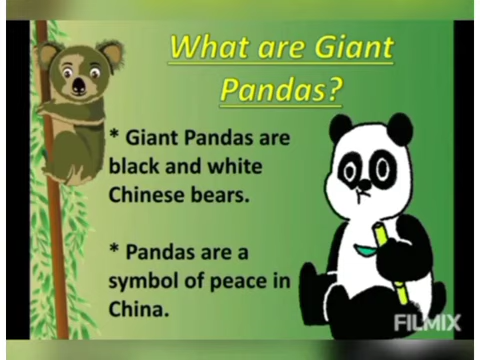 What are Giant
Pandas?
* Giant Pandas are
black and white
Chinese bears.
* Pandas are a
symbol of peace in
China.
FILMIX